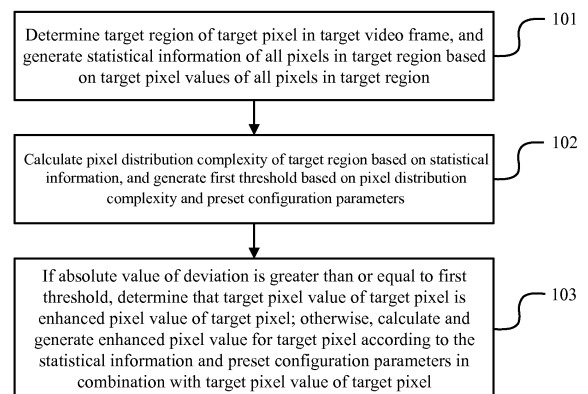 Determine target region of target pixel in target video frame, and
generate statistical information of all pixels in target region based
on target pixel values of all pixels in target region
101
Calculate pixel distribution complexity of target region based on statistical
information, and generate first threshold based on pixel distribution
complexity and preset configuration parameters
102
If absolute value of deviation is greater than or equal to first
threshold, determine that target pixel value of target pixel is
enhanced pixel value of target pixel; otherwise, calculate and
generate enhanced pixel value for target pixel according to the
statistical information and preset configuration parameters in
combination with target pixel value of target pixel
103